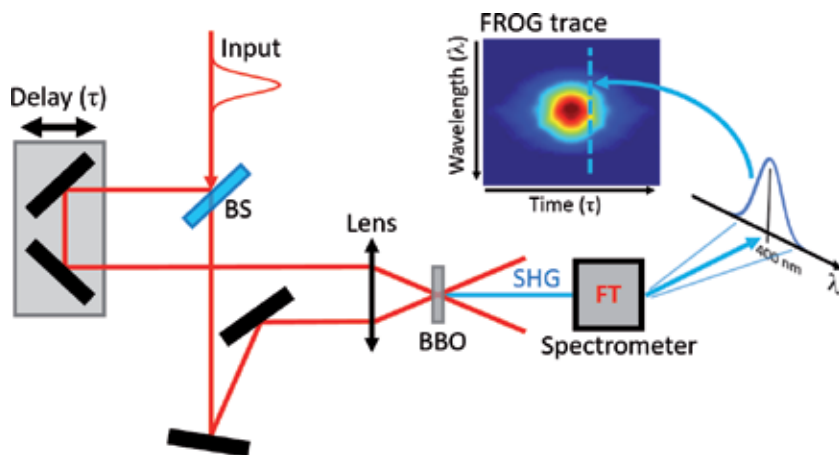 FROG trace
Input
Wavelength (λ)
Delay (τ)
BS
Time (τ)
Lens
400 nm
SHG
FT
λ
BBO
Spectrometer